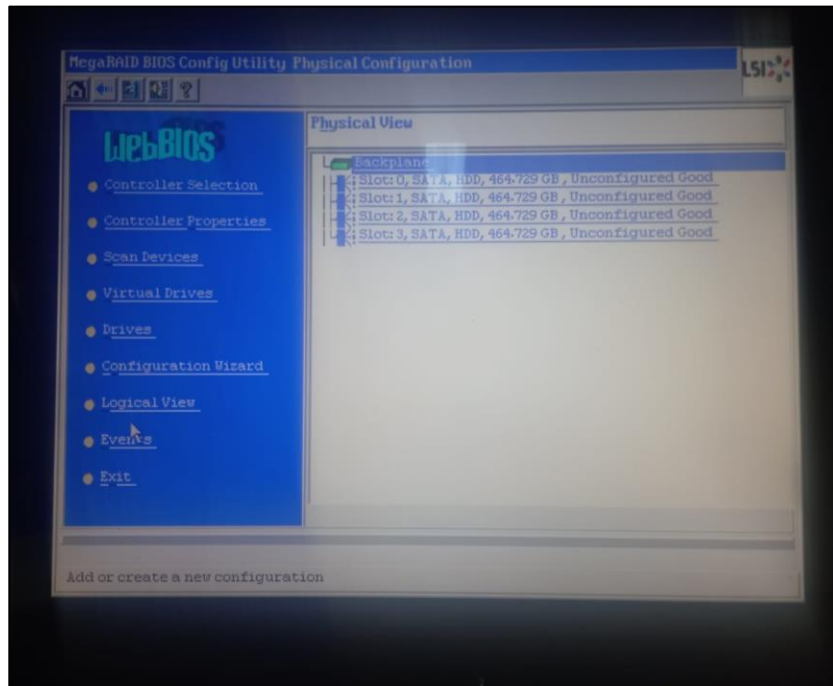 MegaRAID BIOS Config Utility Physical Configuration
LSI
WebBIOS
Controller Selection
Controller Properties
Scan Devices
Virtual Drives
Drives
Configuration Wizard
Logical View
Events
Exit
Physical View
Backplane
Slot: 0, SATA, HDD, 464.729 GB, Unconfigured Good
Slot: 1, SATA, HDD, 464.729 GB, Unconfigured Good
Slot: 2, SATA, HDD, 464.729 GB, Unconfigured Good
Slot: 3, SATA, HDD, 464.729 GB, Unconfigured Good
Add or create a new configuration